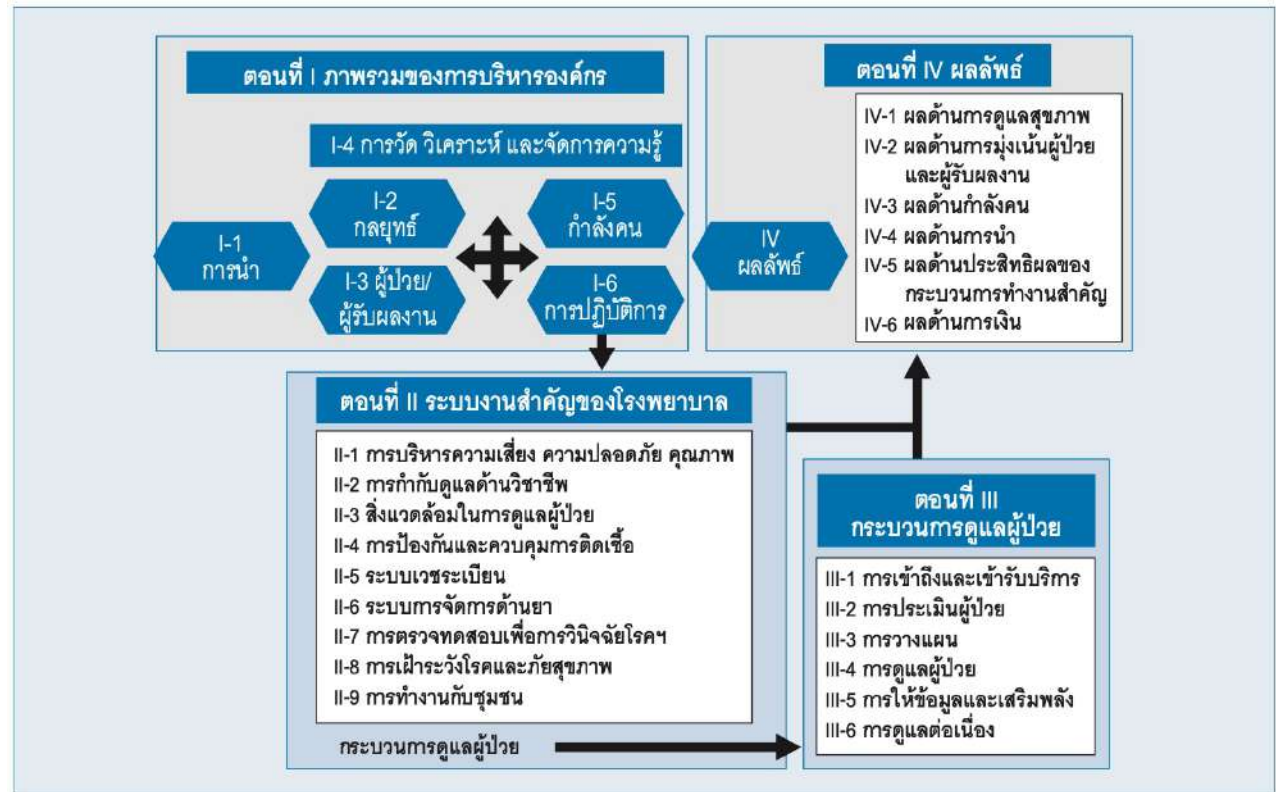 ตอนที่ I ภาพรวมของการบริหารองค์กร
I-4 การวัด วิเคราะห์ และจัดการความรู้
I-1
การนำ
I-2
กลยุทธ์
I-3 ผู้ป่วย/
ผู้รับผลงาน
I-5
กำลังคน
I-6
การปฏิบัติการ
ตอนที่ IV ผลลัพธ์
IV
ผลลัพธ์
IV-1 ผลด้านการดูแลสุขภาพ
IV-2 ผลด้านการมุ่งเน้นผู้ป่วย
และผู้รับผลงาน
IV-3 ผลด้านกำลังคน
IV-4 ผลด้านการนำ
IV-5 ผลด้านประสิทธิผลของ
กระบวนการทำงานสำคัญ
IV-6 ผลด้านการเงิน
ตอนที่ II ระบบงานสำคัญของโรงพยาบาล
II-1 การบริหารความเสี่ยง ความปลอดภัย คุณภาพ
II-2 การกำกับดูแลด้านวิชาชีพ
II-3 สิ่งแวดล้อมในการดูแลผู้ป่วย
II-4 การป้องกันและควบคุมการติดเชื้อ
II-5 ระบบเวชระเบียน
II-6 ระบบการจัดการด้านยา
II-7 การตรวจทดสอบเพื่อการวินิจฉัยโรคฯ
II-8 การเฝ้าระวังโรคและภัยสุขภาพ
II-9 การทำงานกับชุมชน
กระบวนการดูแลผู้ป่วย
ตอนที่ III
กระบวนการดูแลผู้ป่วย
III-1 การเข้าถึงและเข้ารับบริการ
III-2 การประเมินผู้ป่วย
III-3 การวางแผน
III-4 การดูแลผู้ป่วย
III-5 การให้ข้อมูลและเสริมพลัง
III-6 การดูแลต่อเนื่อง